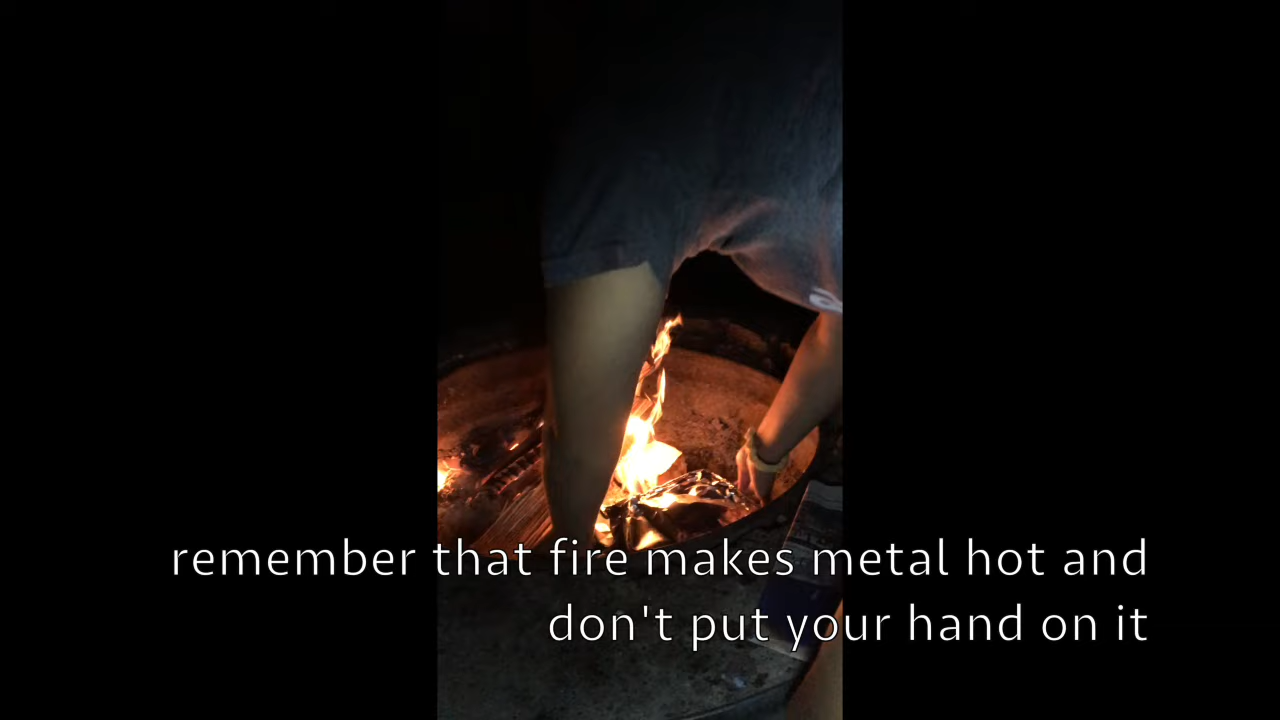 remember that fire makes metal hot and
don't put your hand on it